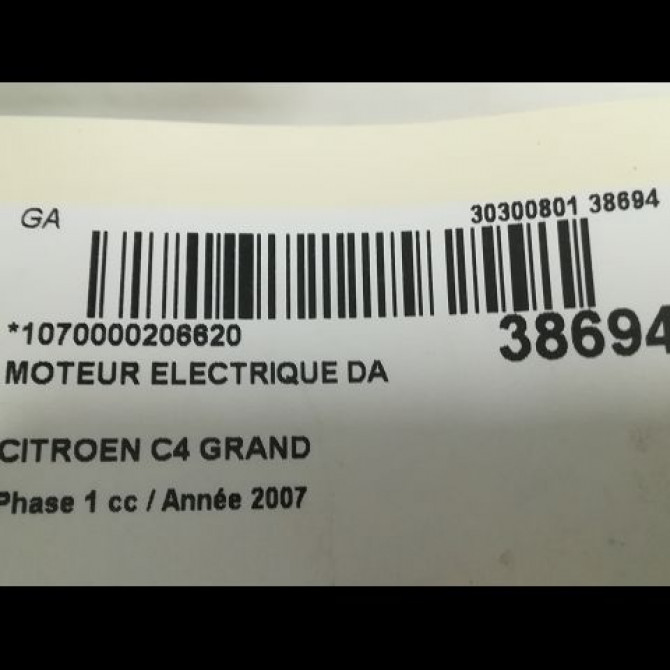 GA
30300801 38694
*1070000206620
38694
MOTEUR ELECTRIQUE DA
CITROEN C4 GRAND
Phase 1 cc / Année 2007